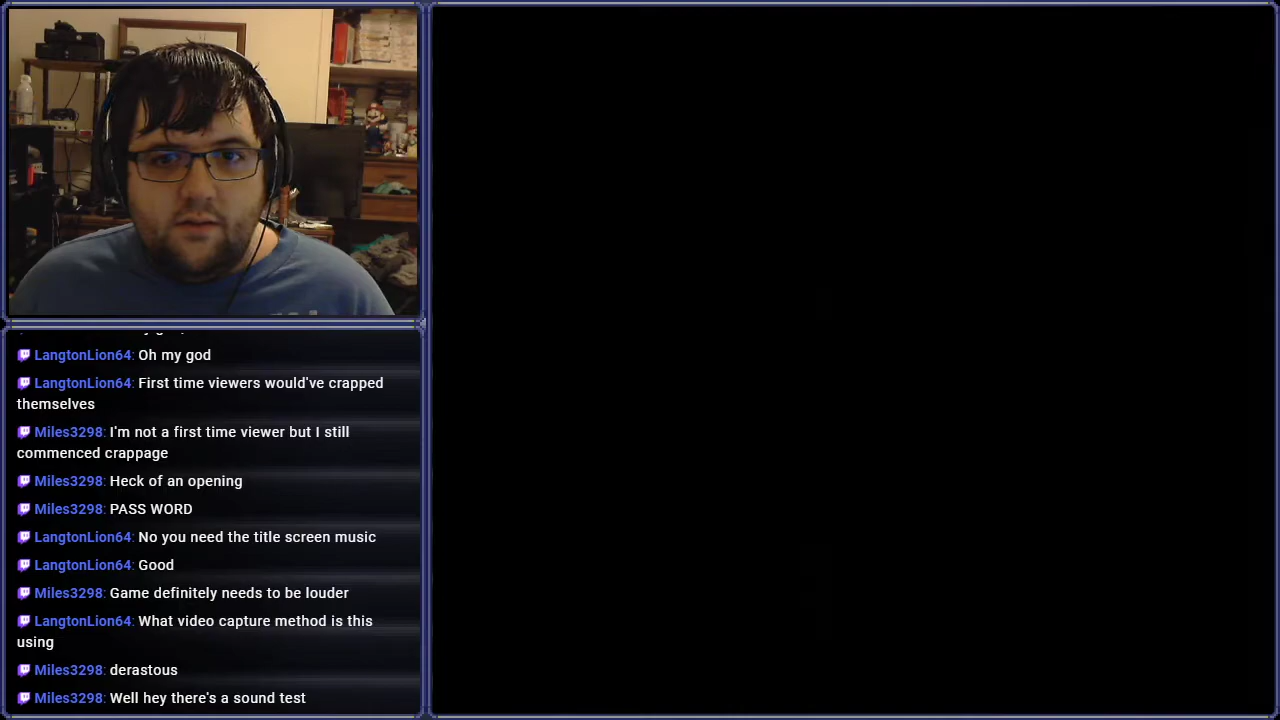 LangtonLion64: Oh my god
LangtonLion64: First time viewers would've crapped
themselves
Miles3298: I'm not a first time viewer but I still
commenced crappage
Miles3298: Heck of an opening
Miles3298: PASS WORD
LangtonLion64: No you need the title screen music
LangtonLion64: Good
Miles3298: Game definitely needs to be louder
LangtonLion64: What video capture method is this
using
Miles3298: derastous
Miles3298: Well hey there's a sound test